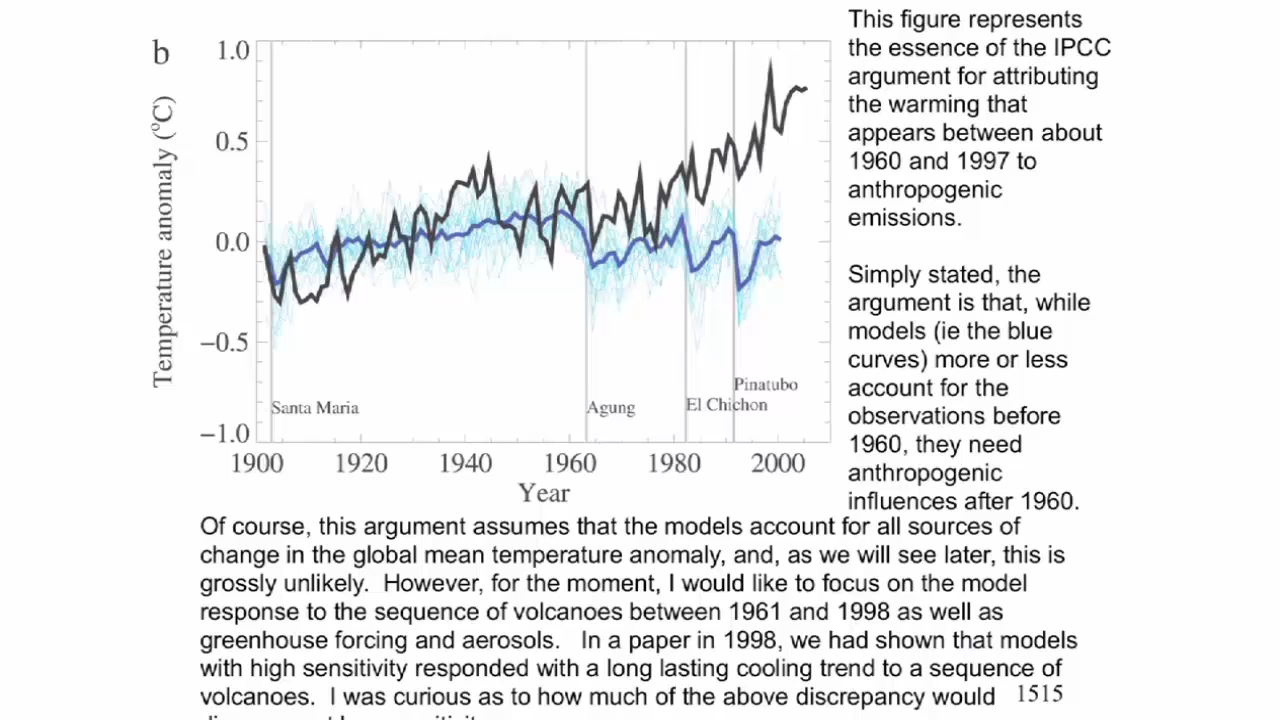 b
1.0
0.5
0.0
−0.5
−1.0
Temperature anomaly (°C)
Santa Maria
Agung
El Chichon
Pinatubo
1900 1920 1940 1960 1980 2000
Year
This figure represents
the essence of the IPCC
argument for attributing
the warming that
appears between about
1960 and 1997 to
anthropogenic
emissions.
Simply stated, the
argument is that, while
models (ie the blue
curves) more or less
account for the
observations before
1960, they need
anthropogenic
influences after 1960.
Of course, this argument assumes that the models account for all sources of
change in the global mean temperature anomaly, and, as we will see later, this is
grossly unlikely. However, for the moment, I would like to focus on the model
response to the sequence of volcanoes between 1961 and 1998 as well as
greenhouse forcing and aerosols. In a paper in 1998, we had shown that models
with high sensitivity responded with a long lasting cooling trend to a sequence of
volcanoes. I was curious as to how much of the above discrepancy would
1515